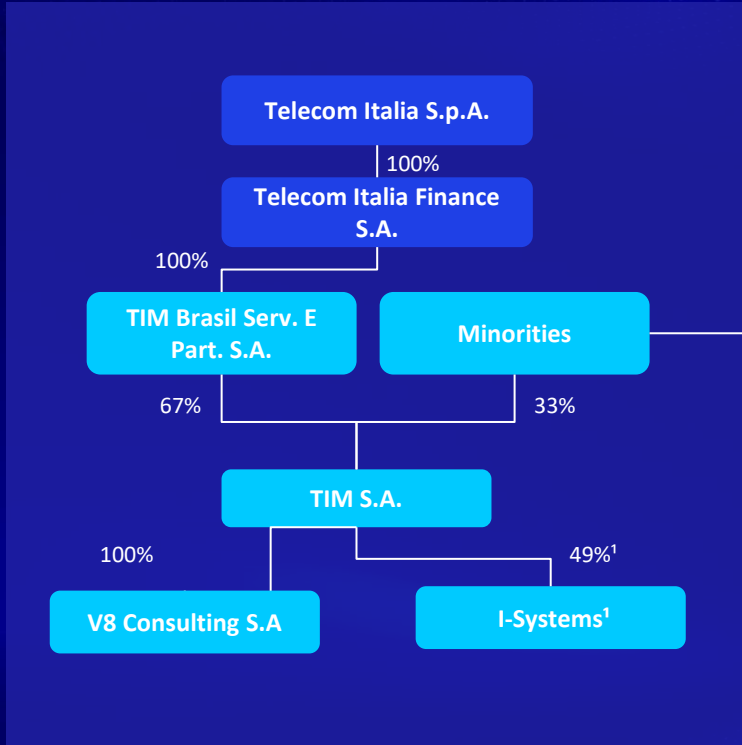 Telecom Italia S.p.A.
100%
Telecom Italia Finance
S.A.
100%
TIM Brasil Serv. E
Part. S.A.
Minorities
67%
33%
TIM S.A.
100%
49%¹
V8 Consulting S.A
I-Systems¹